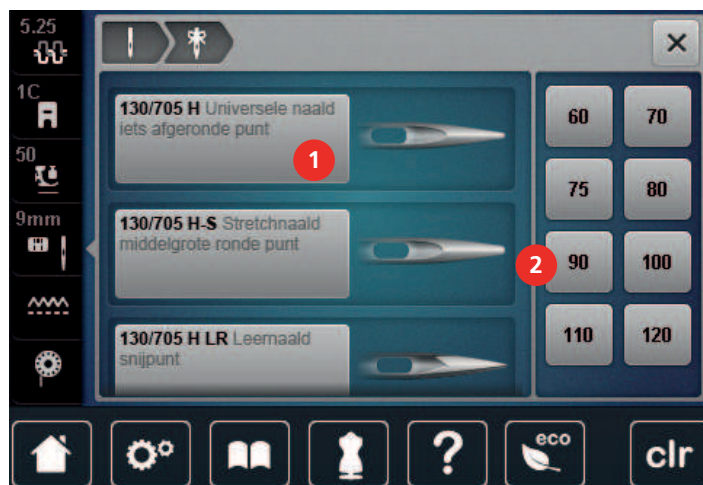 5.25
1C
50
9mm
130/705 H Universele naald
iets afgeronde punt
1
130/705 H-S Stretchnaald
middelgrote ronde punt
130/705 H LR Leernaald
snijpunt
60 70
75 80
2
90 100
110 120
?
eco
clr